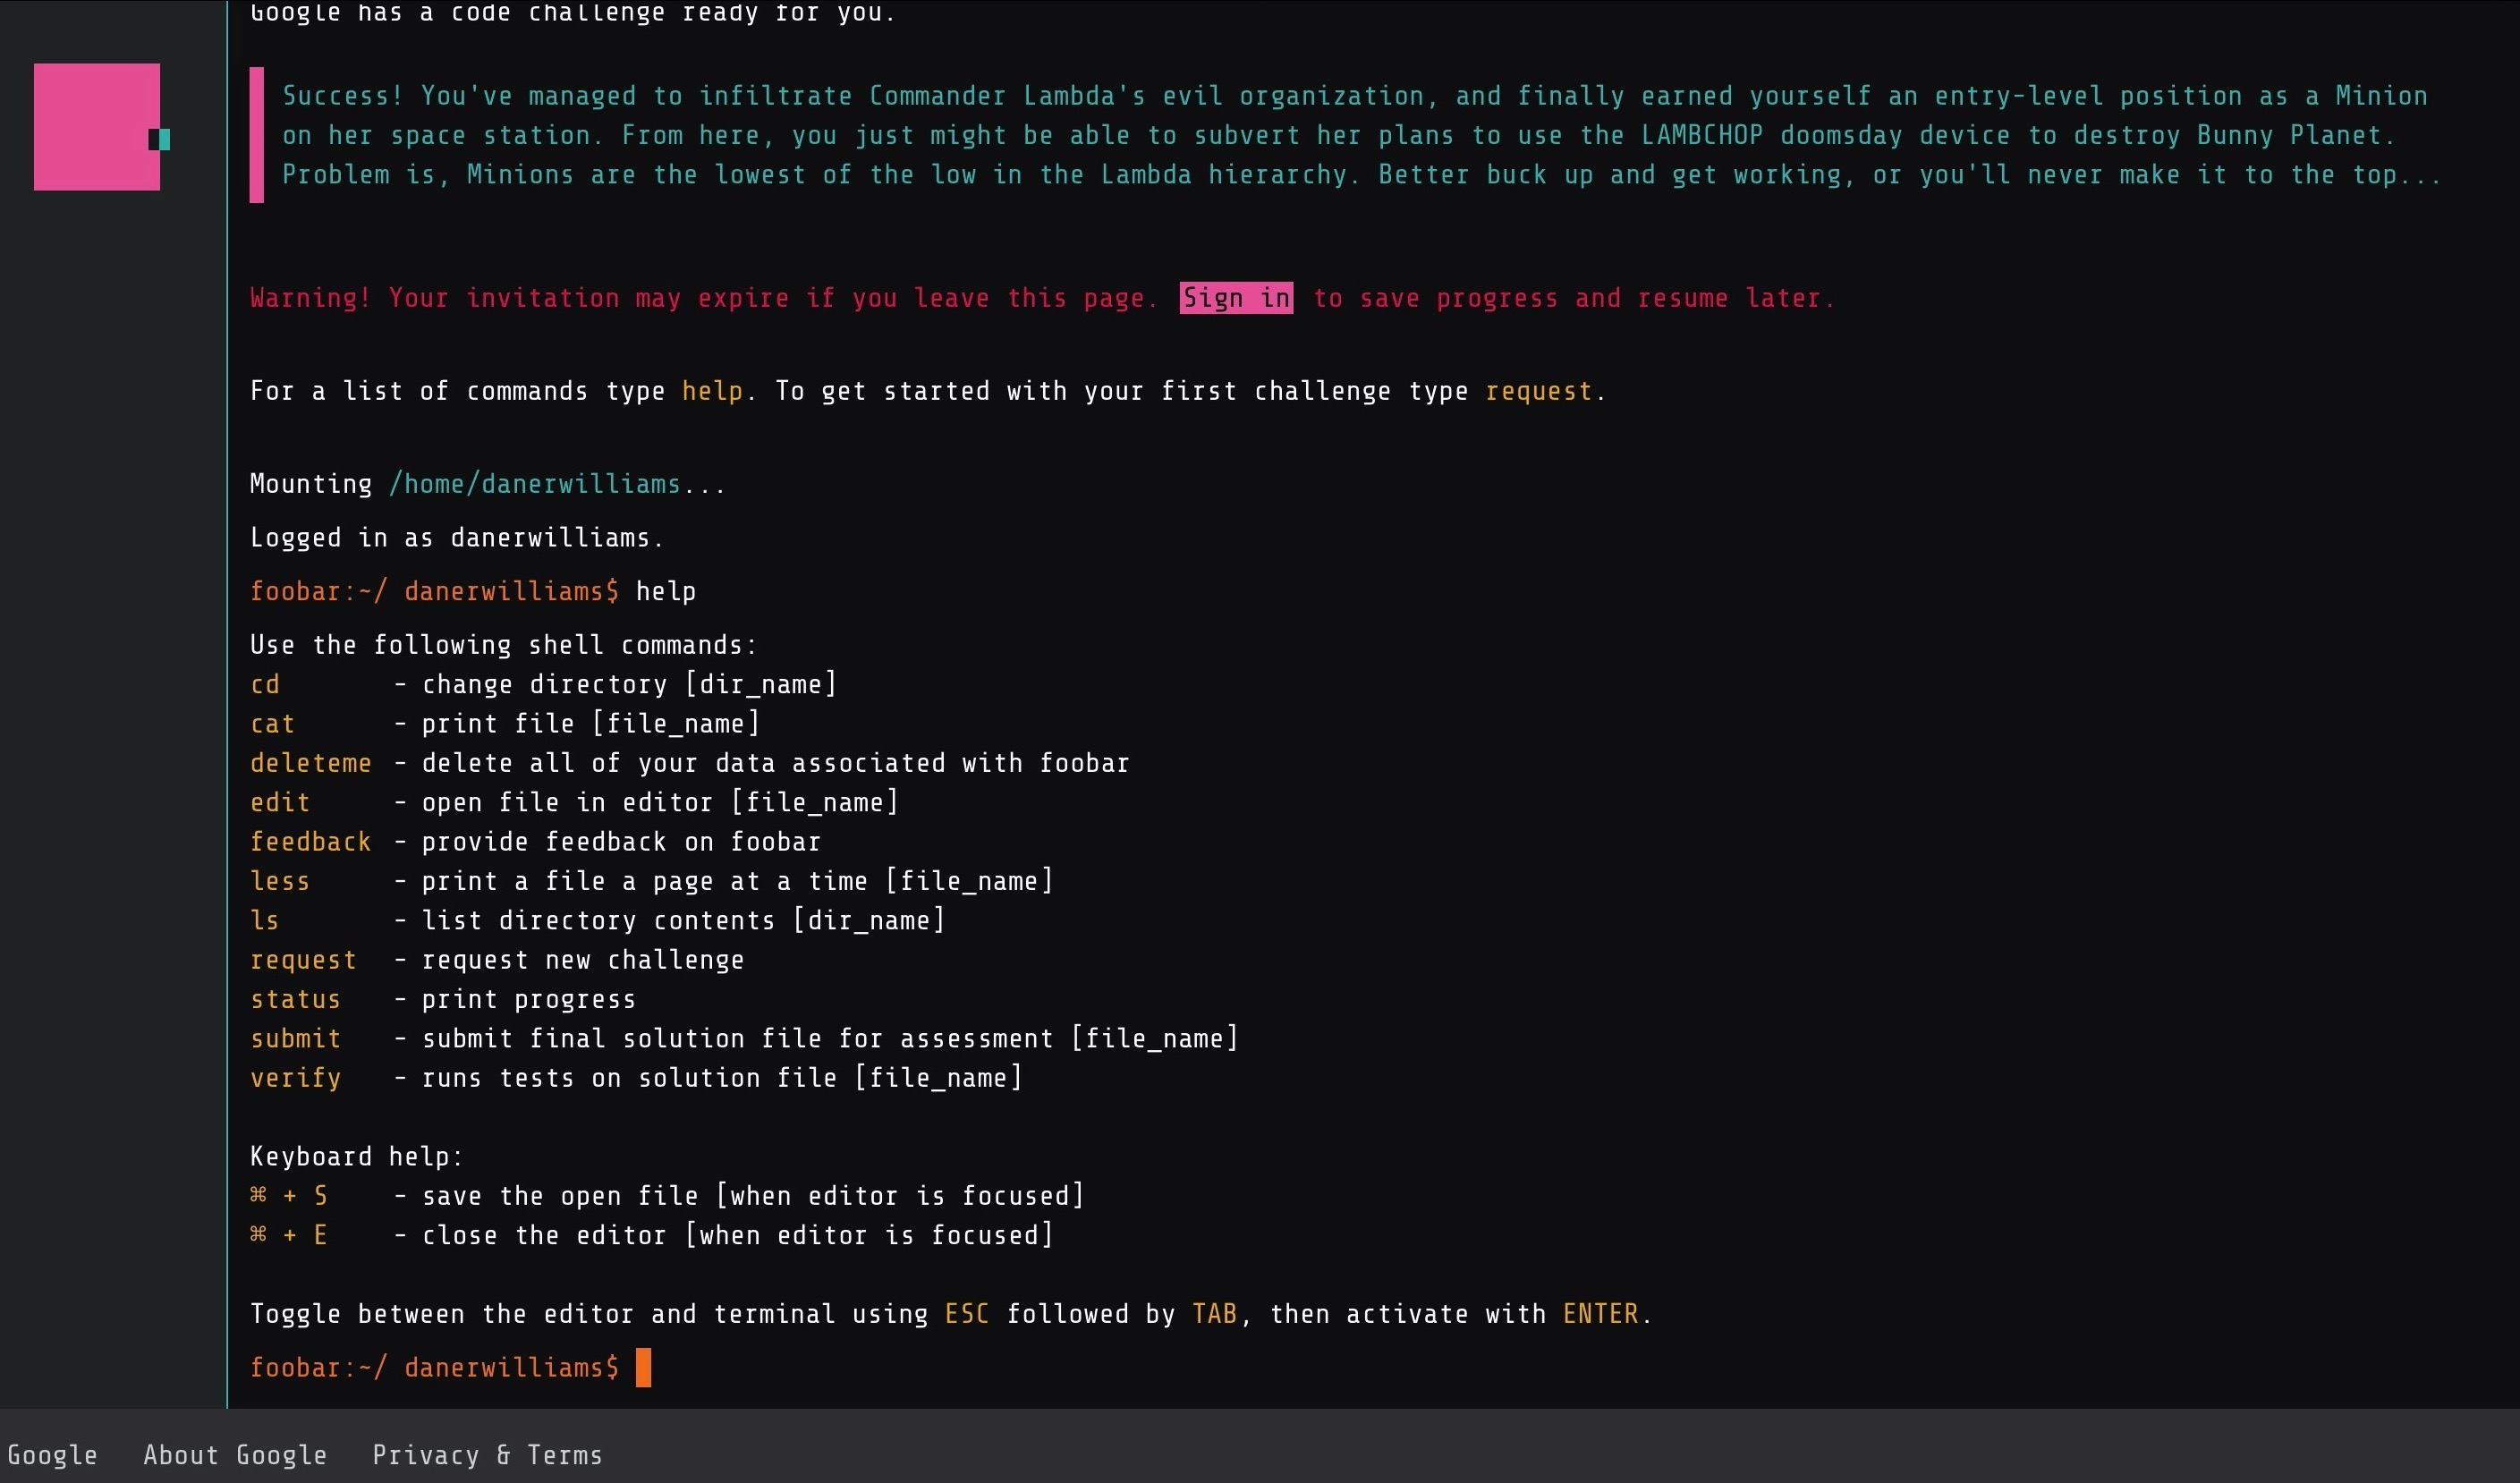 Google has a code challenge ready for you.
Success! You've managed to infiltrate Commander Lambda's evil organization, and finally earned yourself an entry-level position as a Minion
on her space station. From here, you just might be able to subvert her plans to use the LAMBCHOP doomsday device to destroy Bunny Planet.
Problem is, Minions are the lowest of the low in the Lambda hierarchy. Better buck up and get working, or you'll never make it to the top...
Warning! Your invitation may expire if you leave this page. Sign in to save progress and resume later.
For a list of commands type help. To get started with your first challenge type request.
Mounting /home/danerwilliams...
Logged in as danerwilliams.
foobar:~/ danerwilliams$ help
Use the following shell commands:
cd - change directory [dir_name]
cat - print file [file_name]
deleteme - delete all of your data associated with foobar
edit - open file in editor [file_name]
feedback - provide feedback on foobar
less - print a file a page at a time [file_name]
ls - list directory contents [dir_name]
request - request new challenge
status - print progress
submit - submit final solution file for assessment [file_name]
verify - runs tests on solution file [file_name]
Keyboard help:
⌘ + S - save the open file [when editor is focused]
⌘ + E - close the editor [when editor is focused]
Toggle between the editor and terminal using ESC followed by TAB, then activate with ENTER.
foobar:~/ danerwilliams$
Google About Google Privacy & Terms